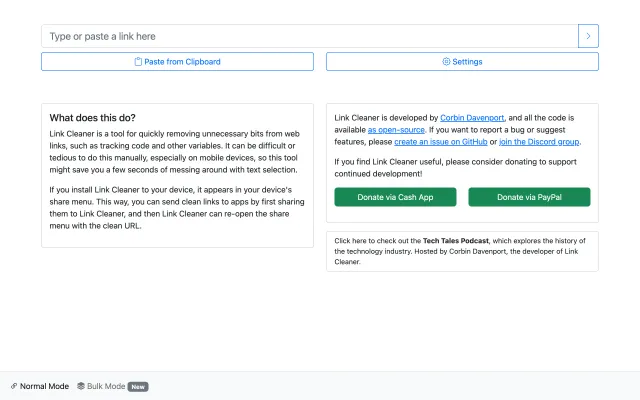 Type or paste a link here
Paste from Clipboard
Settings
What does this do?
Link Cleaner is a tool for quickly removing unnecessary bits from web
links, such as tracking code and other variables. It can be difficult or
tedious to do this manually, especially on mobile devices, so this tool
might save you a few seconds of messing around with text selection.
If you install Link Cleaner to your device, it appears in your device's
share menu. This way, you can send clean links to apps by first sharing
them to Link Cleaner, and then Link Cleaner can re-open the share
menu with the clean URL.
Link Cleaner is developed by Corbin Davenport, and all the code is
available as open-source. If you want to report a bug or suggest
features, please create an issue on GitHub or join the Discord group.
If you find Link Cleaner useful, please consider donating to support
continued development!
Donate via Cash App
Donate via PayPal
Click here to check out the Tech Tales Podcast, which explores the history of
the technology industry. Hosted by Corbin Davenport, the developer of Link
Cleaner.
Normal Mode
Bulk Mode New